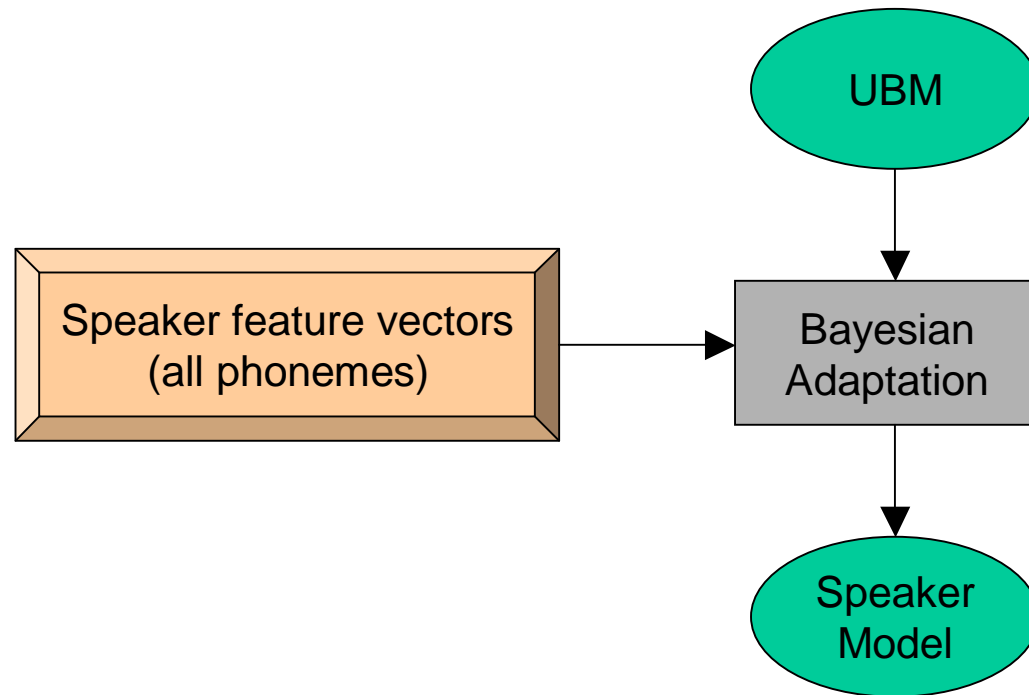 UBM
Speaker feature vectors
(all phonemes)
Bayesian
Adaptation
Speaker
Model